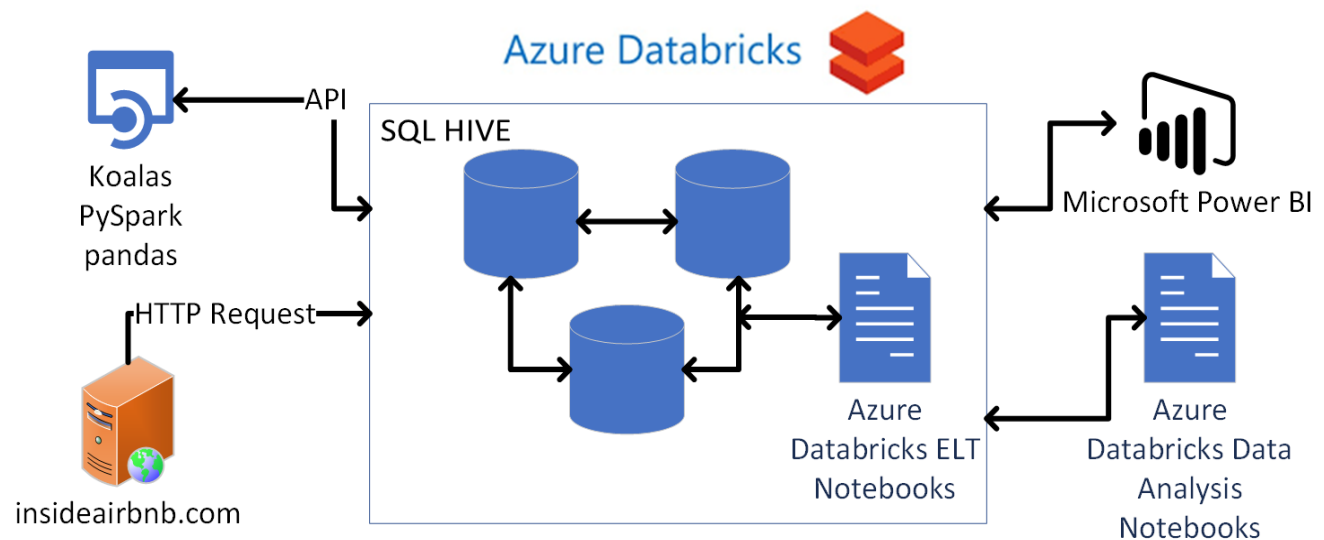 Azure Databricks
API
SQL HIVE
Koalas
PySpark
pandas
Microsoft Power BI
HTTP Request
insideairbnb.com
Azure
Databricks ELT
Notebooks
Azure
Databricks Data
Analysis
Notebooks